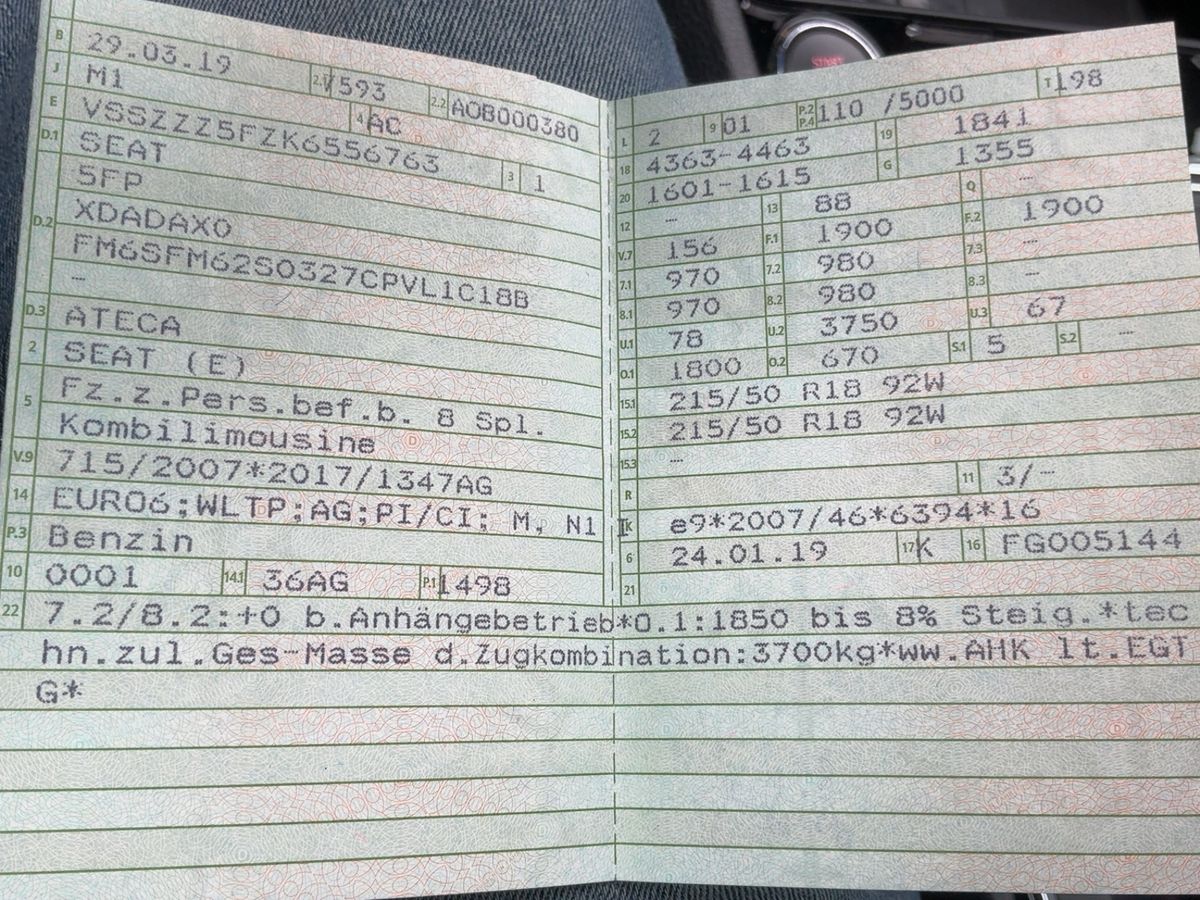 B 29.03.19 2.1 7593 2.2 AOB000380
J M1 4 AC
E VSSZZZ5FZK6556763 3 1
D.1 SEAT
5FP
D.2 XDADAX0
FM6SFM62S0327CPVL1C18B
–
D.3 ATECA
2 SEAT (E)
5 Fz.z.Pers.bef.b. 8 Spl.
Kombilimousine
V.9 715/2007*2017/1347AG
14 EURO6;WLTP;AG;PI/CI; M, N1 I
P.3 Benzin
10 0001 14.1 36AG P.1 1498
L 2 9 01 P.2 P.4 110 /5000 T 198
18 4363-4463 19 1841
20 1601-1615 G 1355
12 – 13 88 Q –
V.7 156 F.1 1900 F.2 1900
7.1 970 7.2 980 7.3 –
8.1 970 8.2 980 8.3 –
U.1 78 U.2 3750 U.3 67
O.1 1800 O.2 670 S.1 5 S.2 –
15.1 215/50 R18 92W
15.2 215/50 R18 92W
15.3 –
R 11 3/–
K e9*2007/46*6394*16
6 24.01.19 17 K 16 FG005144
21
22 7.2/8.2:+0 b.Anhängebetrieb*0.1:1850 bis 8% Steig.*tec
hn.zul.Ges-Masse d.Zugkombination:3700kg*ww.AHK lt.EGT
G*